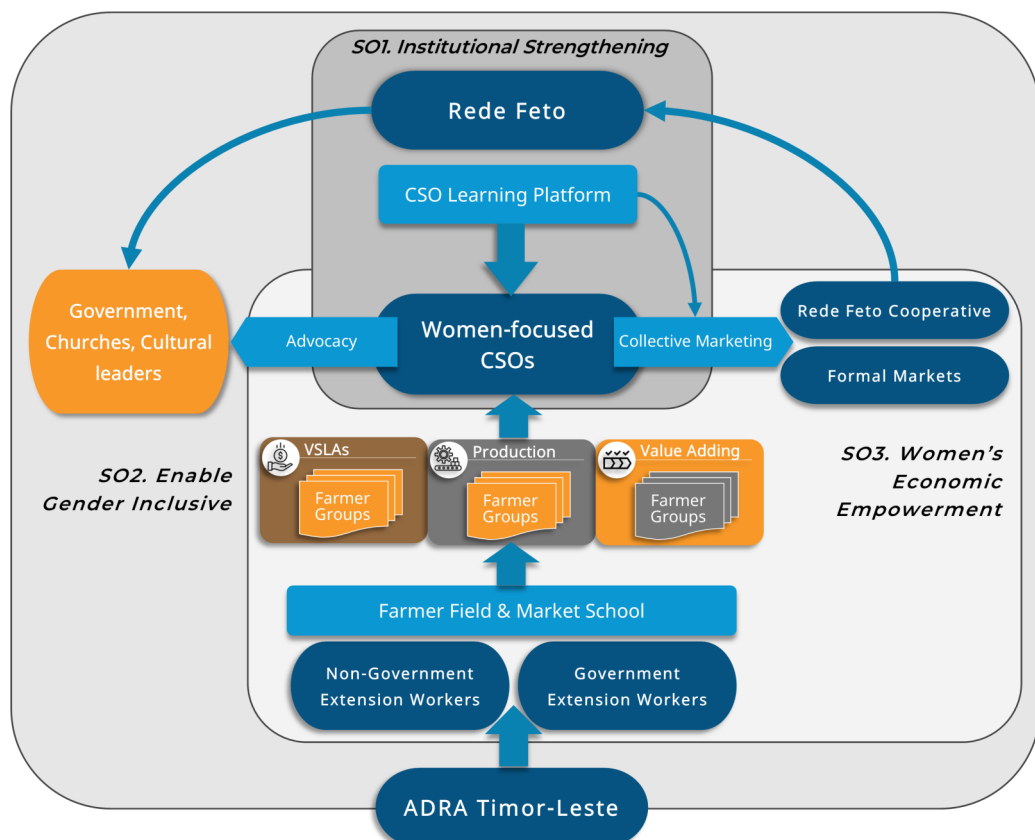 SO1. Institutional Strengthening
Rede Feto
CSO Learning Platform
Government,
Churches, Cultural
leaders
Advocacy
Women-focused
CSOs
Collective Marketing
Rede Feto Cooperative
Formal Markets
SO2. Enable
Gender Inclusive
VSLAs
Farmer
Groups
Production
Farmer
Groups
Value Adding
Farmer
Groups
SO3. Women’s
Economic
Empowerment
Farmer Field & Market School
Non-Government
Extension Workers
Government
Extension Workers
ADRA Timor-Leste